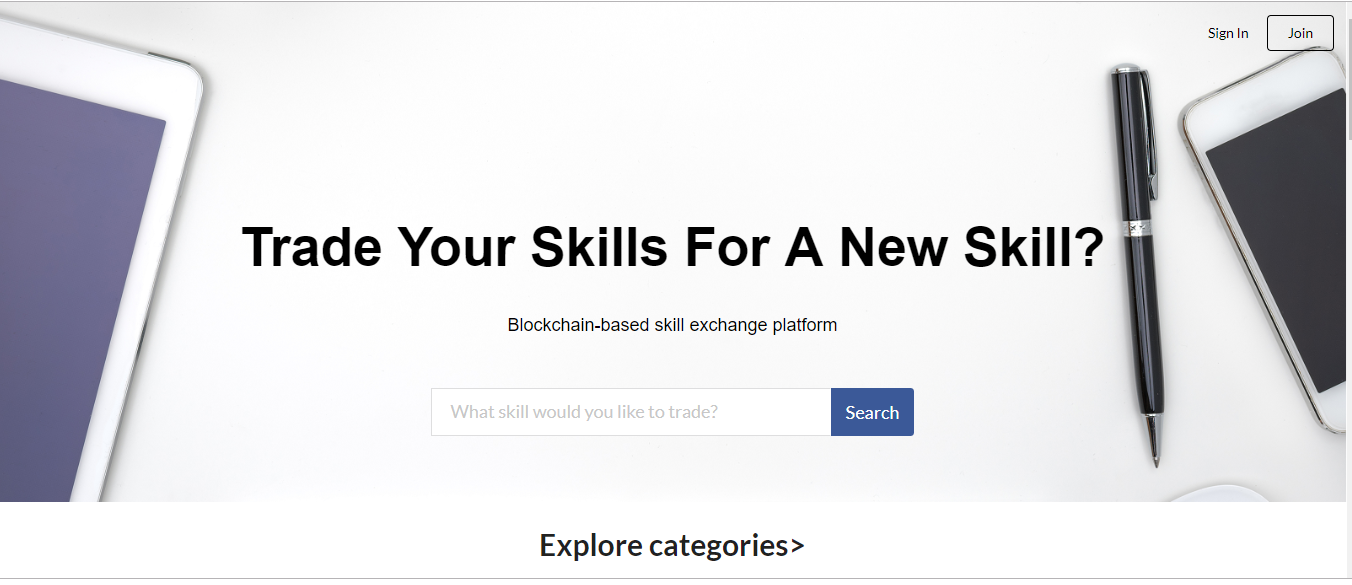 Sign In Join
Trade Your Skills For A New Skill?
Blockchain-based skill exchange platform
What skill would you like to trade? Search
Explore categories>